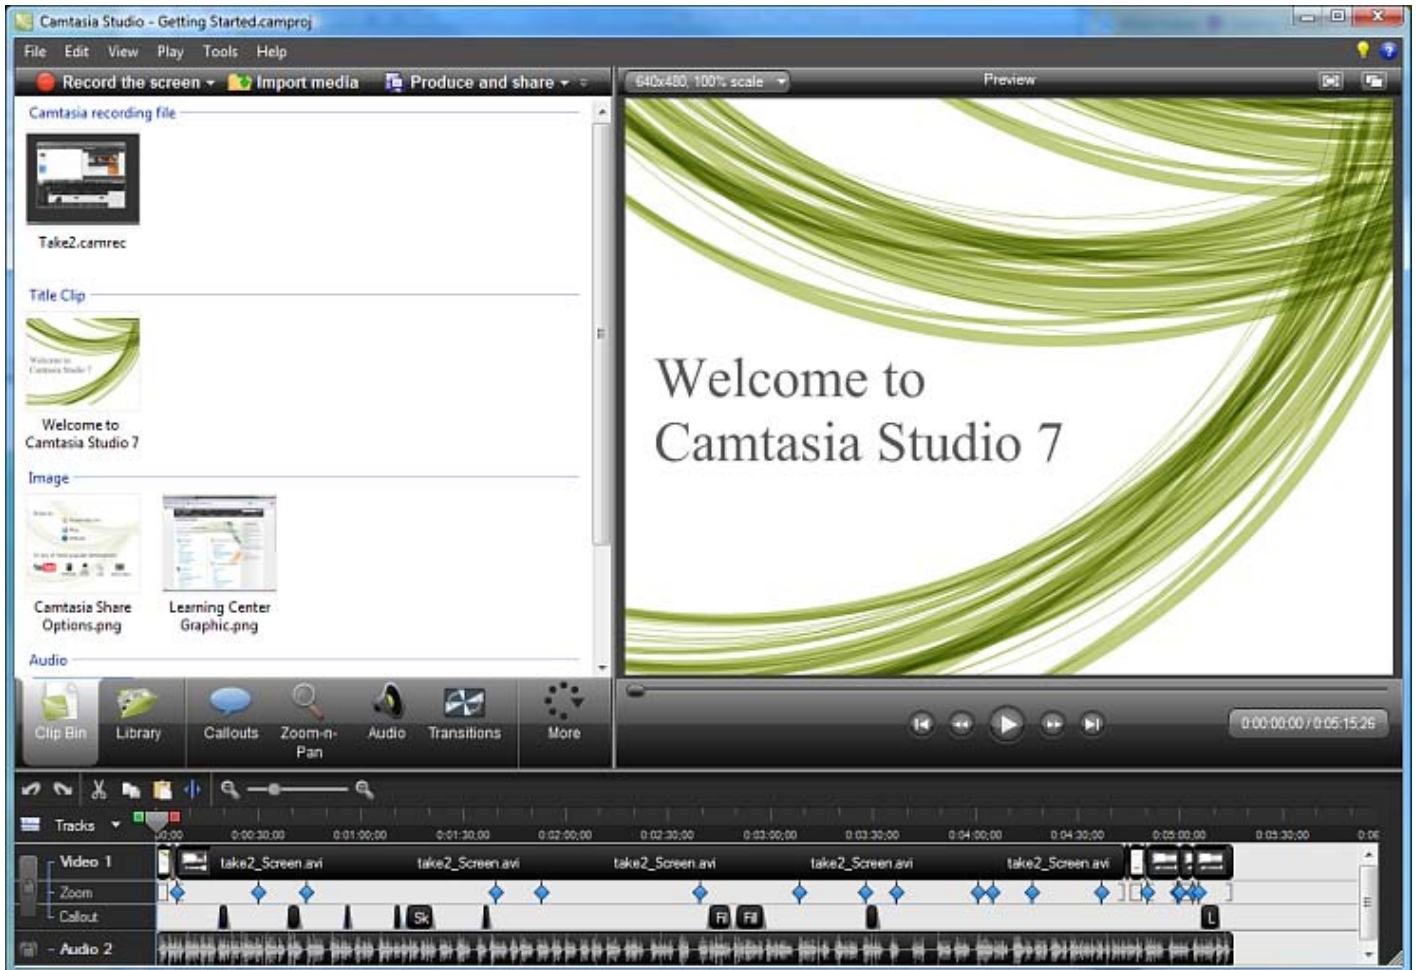 Camtasia Studio - Getting Started.camproj
File Edit View Play Tools Help
Record the screen Import media Produce and share
640x480, 100% scale Preview
Camtasia recording file
Take2.camrec
Title Clip
Welcome to
Camtasia Studio 7
Welcome to
Camtasia Studio 7
Image
Camtasia Share
Options.png
Learning Center
Graphic.png
Audio
Welcome to
Camtasia Studio 7
Clip Bin Library Callouts Zoom-n-
Pan Audio Transitions More
0:00:00;00 / 0:05:15;26
Tracks
0:00:30;00 0:01:00;00 0:01:30;00 0:02:00;00 0:02:30;00 0:03:00;00 0:03:30;00 0:04:00;00 0:04:30;00 0:05:00;00 0:05:30;00
Video 1 take2_Screen.avi take2_Screen.avi take2_Screen.avi take2_Screen.avi take2_Screen.avi
Zoom
Callout Sk Fil Fill L
Audio 2